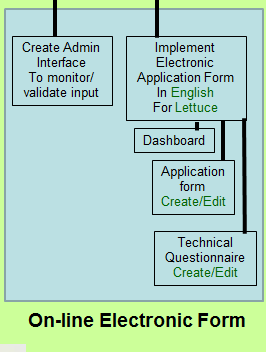 Create Admin
Interface
To monitor/
validate input
Implement
Electronic
Application Form
In English
For Lettuce
Dashboard
Application
form
Create/Edit
Technical
Questionnaire
Create/Edit
On-line Electronic Form